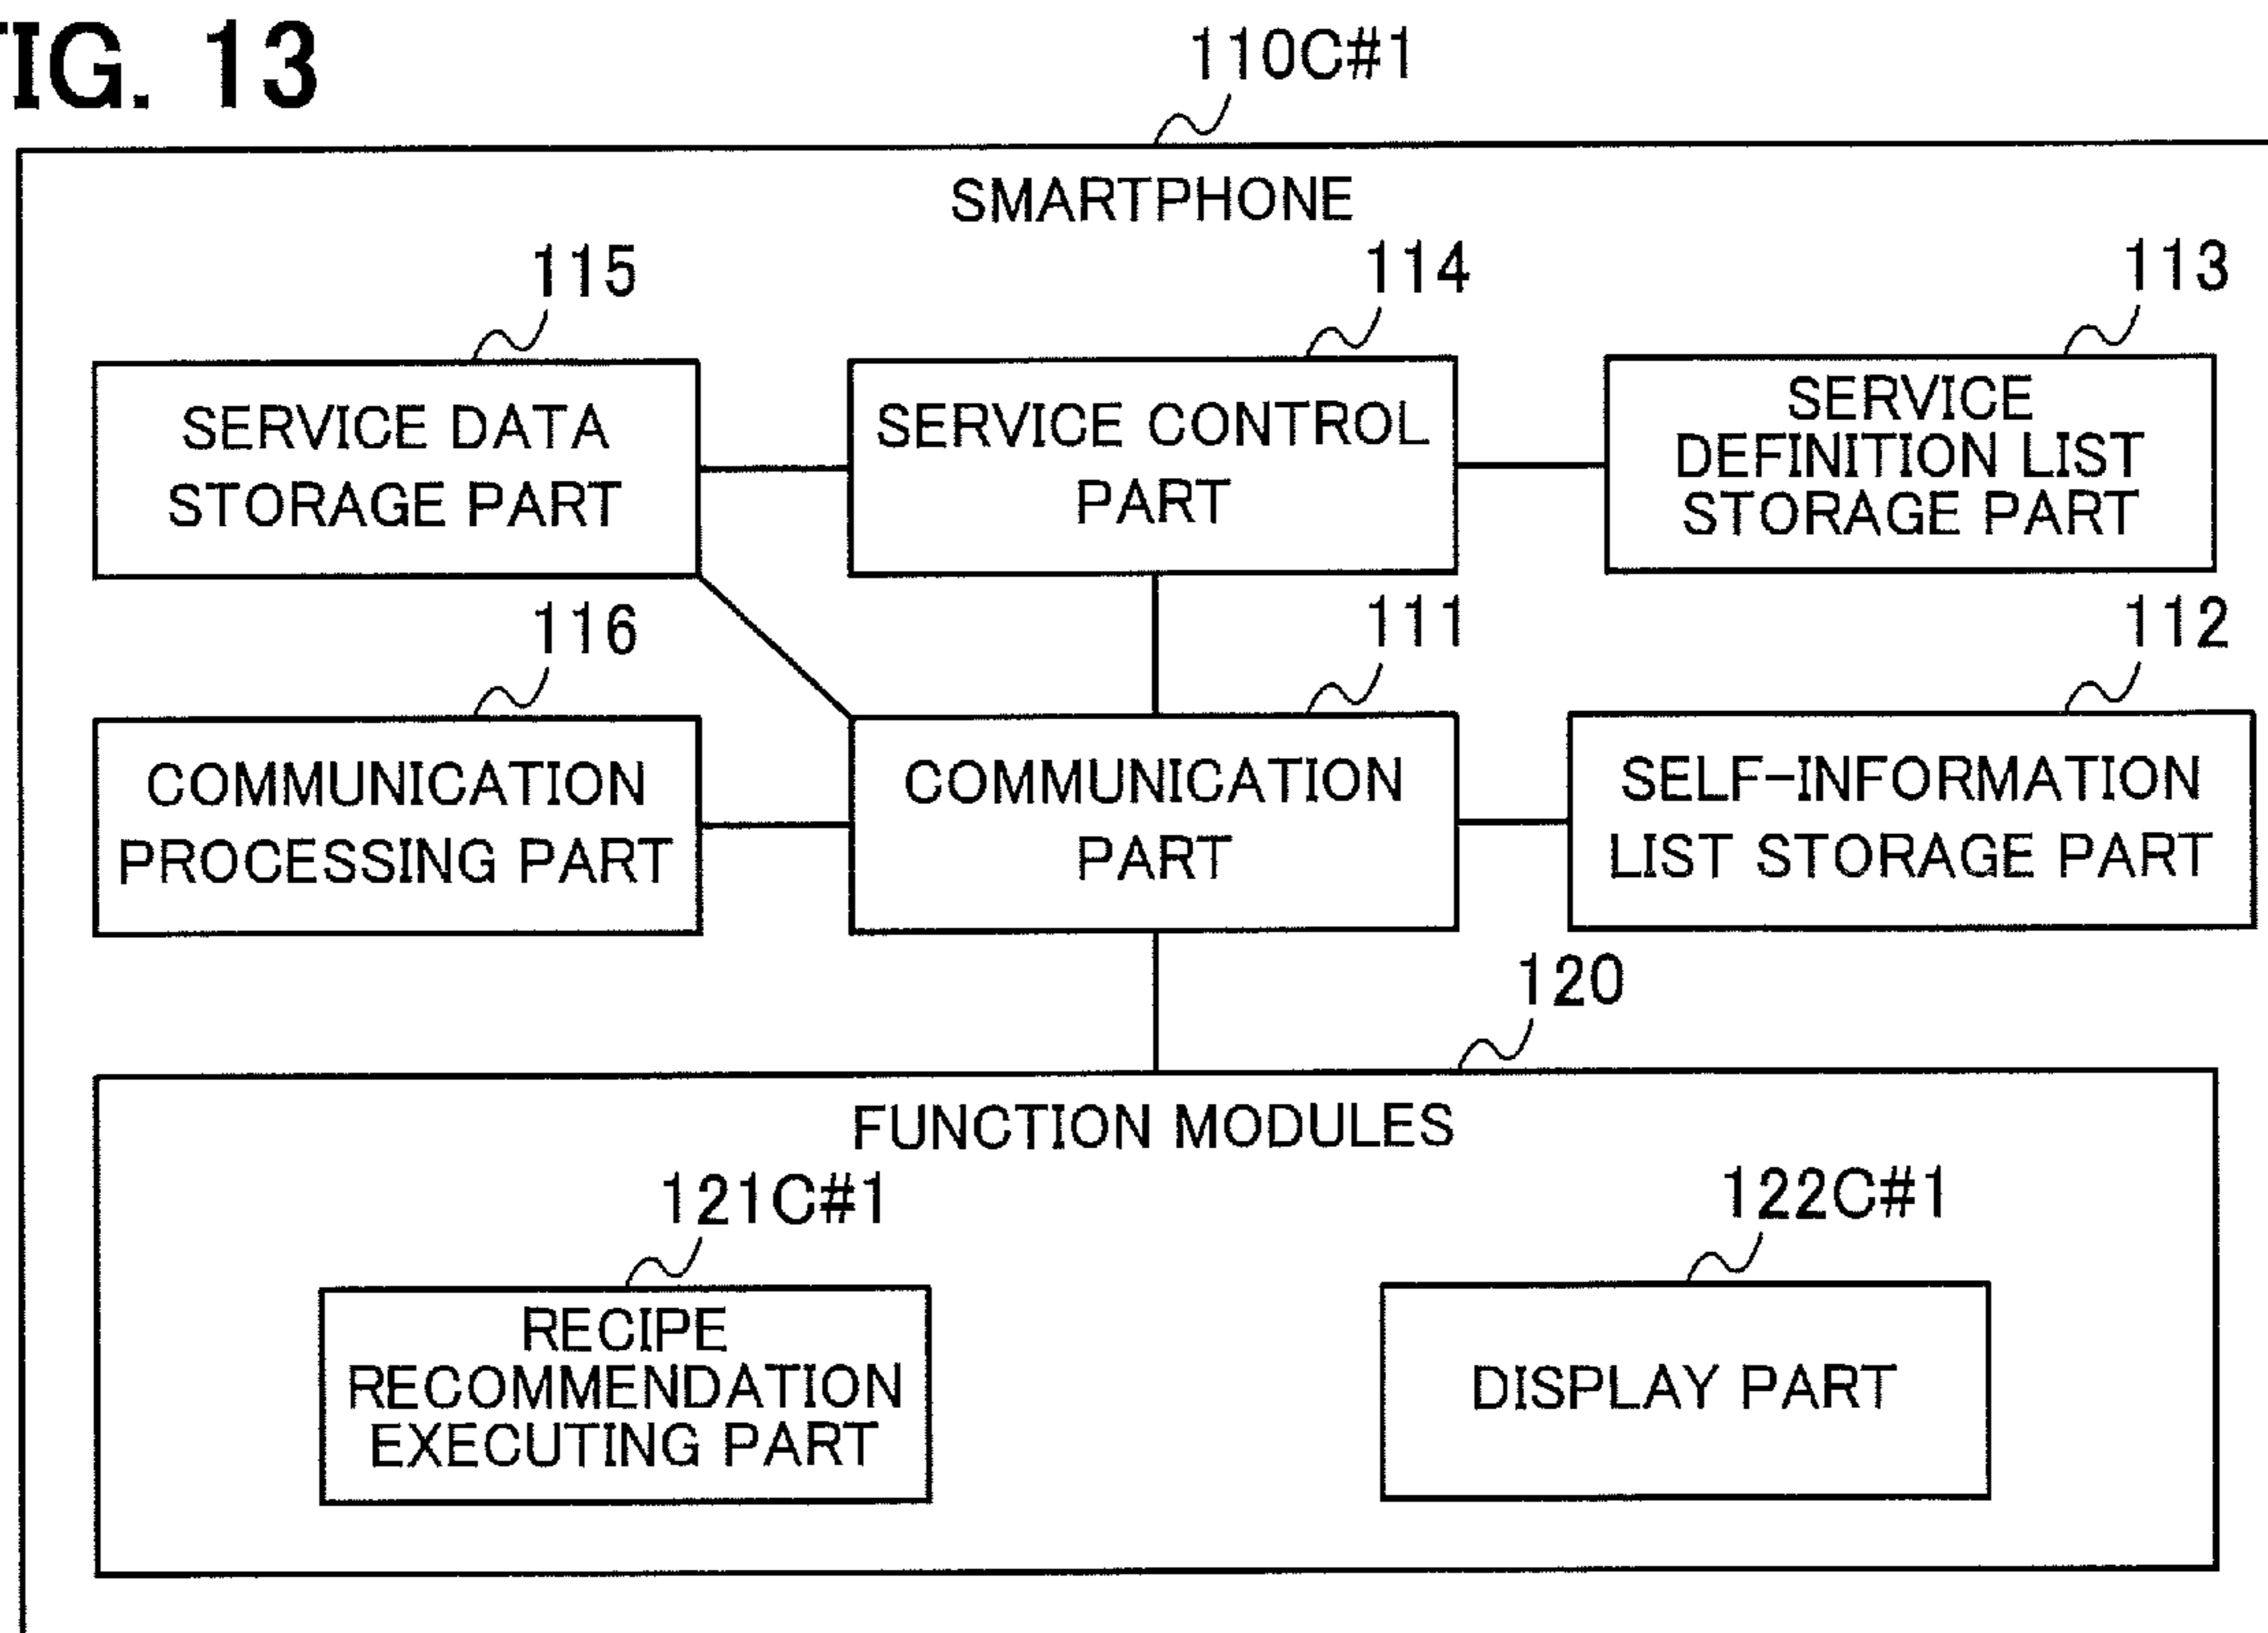 FIG. 13
110C#1
SMARTPHONE
115
114
113
SERVICE DATA
STORAGE PART
SERVICE CONTROL
PART
SERVICE
DEFINITION LIST
STORAGE PART
116
111
112
COMMUNICATION
PROCESSING PART
COMMUNICATION
PART
SELF-INFORMATION
LIST STORAGE PART
120
FUNCTION MODULES
121C#1
122C#1
RECIPE
RECOMMENDATION
EXECUTING PART
DISPLAY PART